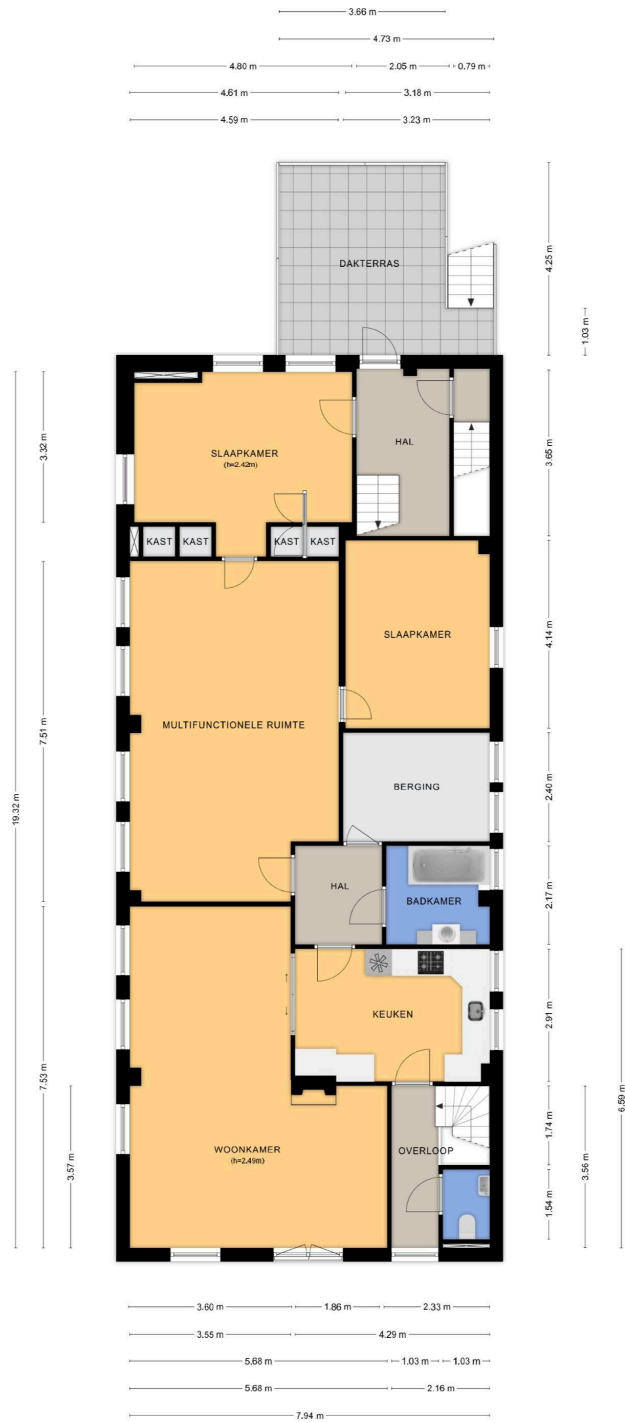 3.66 m
4.73 m
4.80 m 2.05 m 0.79 m
4.61 m 3.18 m
4.59 m 3.23 m
DAKTERRAS
4.25 m
1.03 m
SLAAPKAMER
(h=2.42m)
HAL
3.32 m
3.65 m
KAST KAST KAST KAST
SLAAPKAMER
4.14 m
MULTIFUNCTIONELE RUIMTE
7.51 m
19.32 m
BERGING
2.40 m
HAL
BADKAMER
2.17 m
KEUKEN
2.91 m
7.53 m
6.59 m
WOONKAMER
(h=2.49m)
OVERLOOP
3.57 m
1.74 m
3.56 m
1.54 m
3.60 m 1.86 m 2.33 m
3.55 m 4.29 m
5.68 m 1.03 m 1.03 m
5.68 m 2.16 m
7.94 m